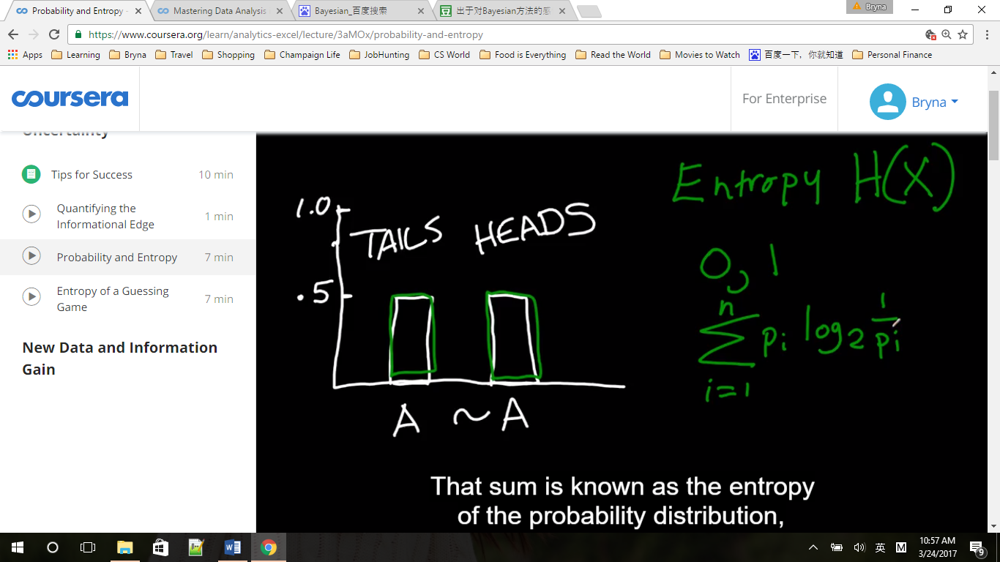 Probability and Entropy -
Mastering Data Analysis
Bayesian_百度搜索
出于对Bayesian方法的感
Bryna
https://www.coursera.org/learn/analytics-excel/lecture/3aMOx/probability-and-entropy
Apps Learning Bryna Travel Shopping Champaign Life JobHunting CS World Food is Everything Read the World Movies to Watch 百度一下，你就知道 Personal Finance
coursera
For Enterprise
Bryna
Uncertainty
Tips for Success 10 min
Quantifying the
Informational Edge 1 min
Probability and Entropy 7 min
Entropy of a Guessing
Game 7 min
New Data and Information
Gain
Entropy H(X)
1.0
TAILS HEADS
.5
A ~A
0, 1
n
∑ pi log2 1/pi
i=1
That sum is known as the entropy
of the probability distribution,
英
M
10:57 AM
3/24/2017
9